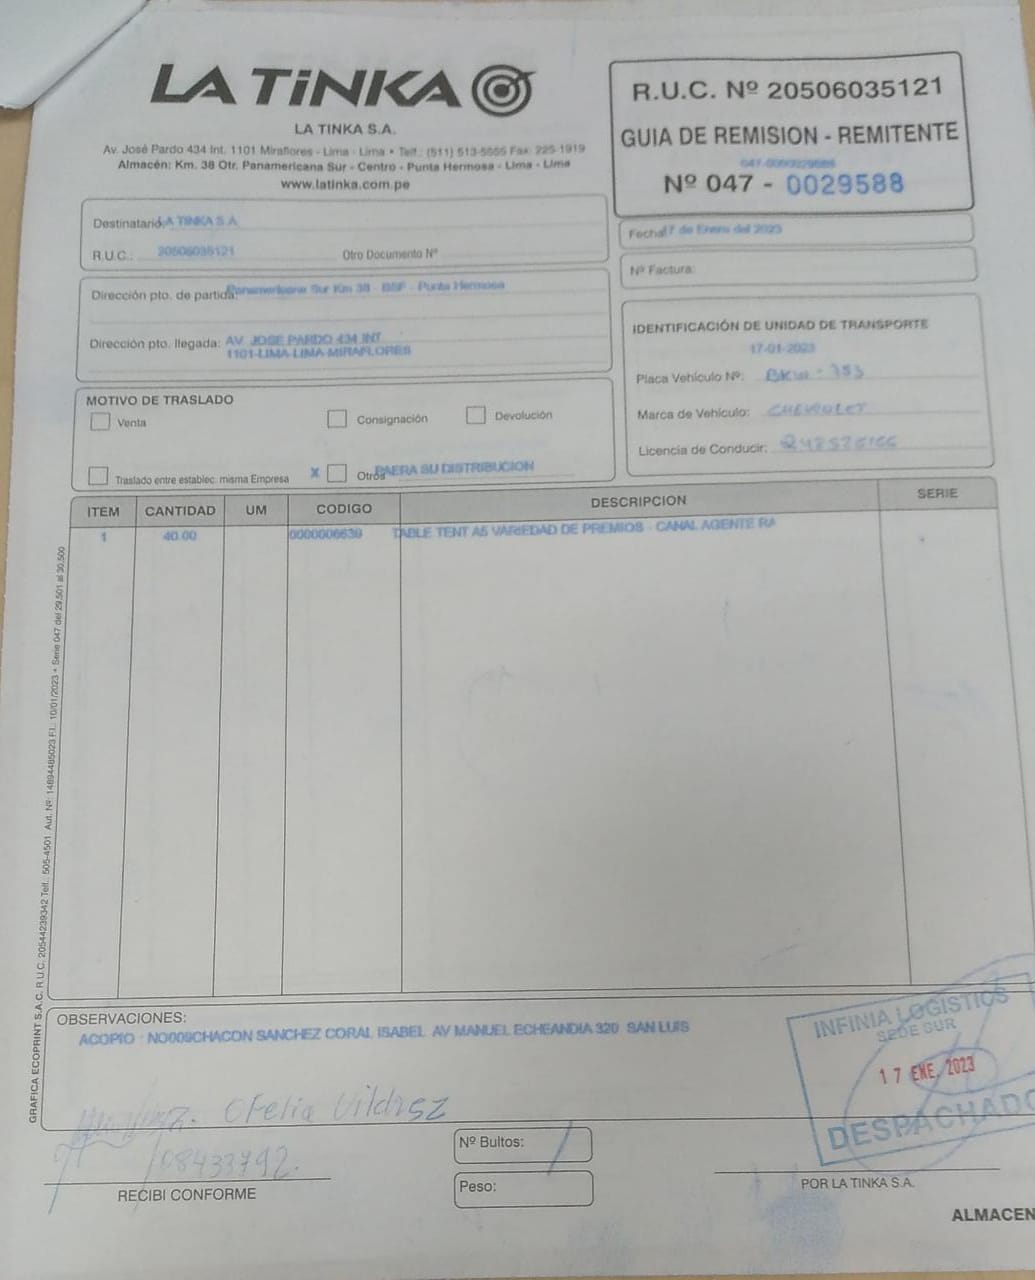 LA TiNKA
LA TINKA S.A.
Av. José Pardo 434 Int. 1101 Miraflores - Lima - Lima • Telf.: (511) 513-5555 Fax: 225-1919
Almacén: Km. 38 Otr. Panamericana Sur - Centro - Punta Hermosa - Lima - Lima
www.latinka.com.pe
R.U.C. Nº 20506035121
GUIA DE REMISION - REMITENTE
047-0000029588
Nº 047 - 0029588
Destinatario: LA TINKA S.A
R.U.C.: 20506035121 Otro Documento Nº
Fecha: 17 de Enero del 2023
Nº Factura:
Dirección pto. de partida: Panamericana Sur Km 38 - BSF - Punta Hermosa
Dirección pto. llegada: AV. JOSE PARDO 434 INT
1101-LIMA-LIMA-MIRAFLORES
IDENTIFICACIÓN DE UNIDAD DE TRANSPORTE
17-01-2023
Placa Vehículo Nº: BKW - 753
Marca de Vehículo: CHEVROLET
Licencia de Conducir:
MOTIVO DE TRASLADO
Venta Consignación Devolución
Traslado entre establec. misma Empresa X Otros PAERA SU DISTRIBUCION
ITEM CANTIDAD UM CODIGO DESCRIPCION SERIE
1 40.00 0000006639 TABLE TENT A5 VARIEDAD DE PREMIOS - CANAL AGENTE RA
GRAFICA ECOPRINT S.A.C. R.U.C. 20544239342 Telf.: 505-4501 Aut. Nº: 14894485023 F.I.: 10/01/2023 • Serie 047 del 29,501 al 30,500
OBSERVACIONES:
ACOPIO : NO009CHACON SANCHEZ CORAL ISABEL AV MANUEL ECHEANDIA 320 SAN LUIS
INFINIA LOGISTICS
SEDE SUR
17 ENE. 2023
DESPACHADO
Ofelia Vildrez
08433792.
RECIBI CONFORME
Nº Bultos: /
Peso:
POR LA TINKA S.A.
ALMACEN